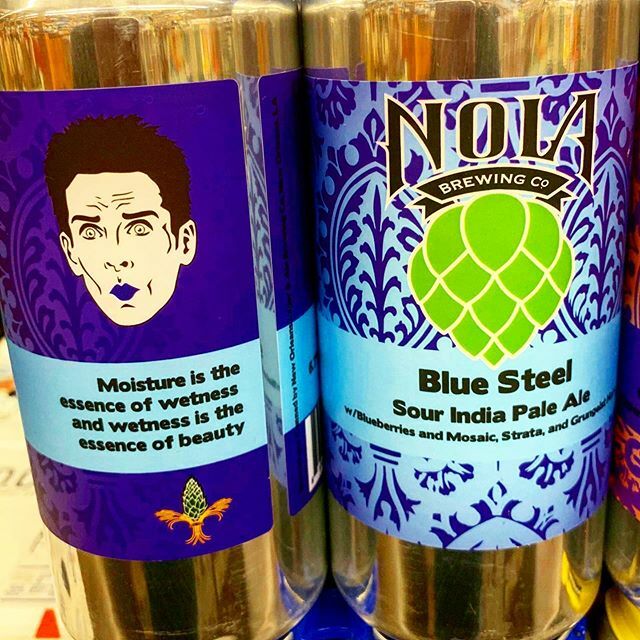 Moisture is the
essence of wetness
and wetness is the
essence of beauty
NOLA
BREWING CO
Blue Steel
Sour India Pale Ale
w/Blueberries and Mosaic, Strata, and Grungeist